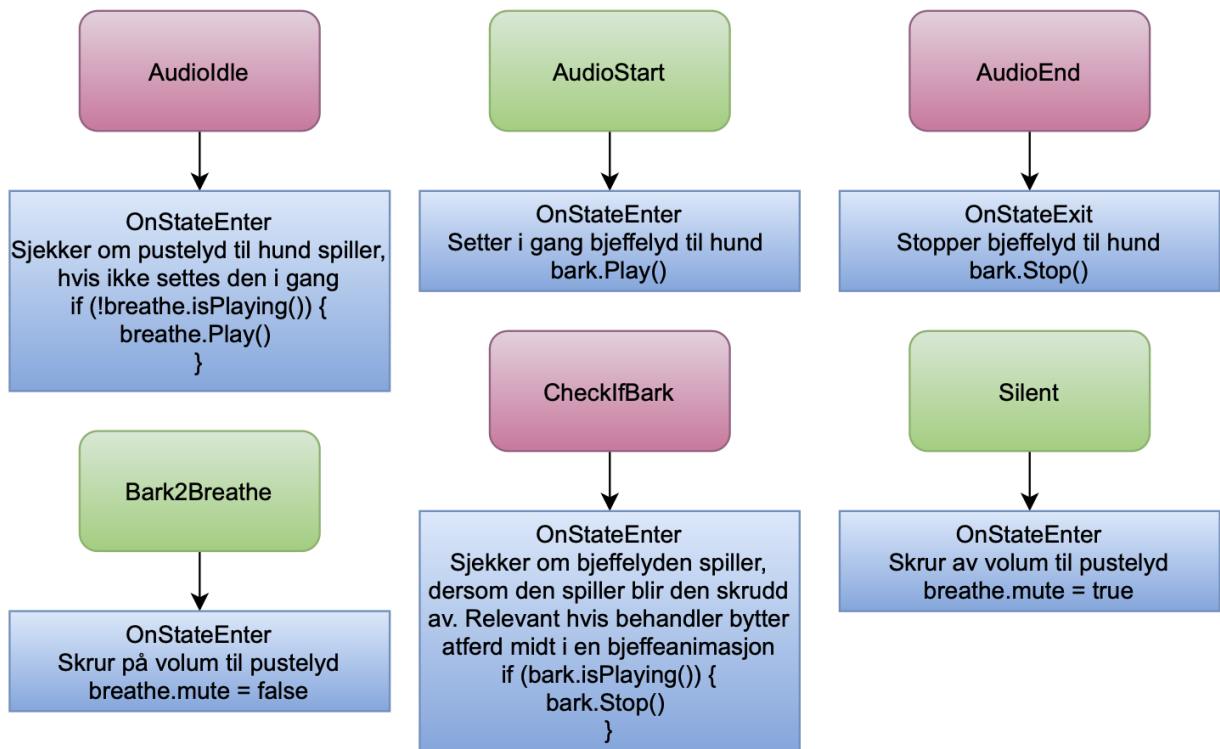 AudioIdle
OnStateEnter
Sjekker om pustelyd til hund spiller,
hvis ikke settes den i gang
if (!breathe.isPlaying()) {
breathe.Play()
}
AudioStart
OnStateEnter
Setter i gang bjeffelyd til hund
bark.Play()
AudioEnd
OnStateExit
Stopper bjeffelyd til hund
bark.Stop()
Bark2Breathe
OnStateEnter
Skrur på volum til pustelyd
breathe.mute = false
CheckIfBark
OnStateEnter
Sjekker om bjeffelyden spiller,
dersom den spiller blir den skrudd
av. Relevant hvis behandler bytter
atferd midt i en bjeffeanimasjon
if (bark.isPlaying()) {
bark.Stop()
}
Silent
OnStateEnter
Skrur av volum til pustelyd
breathe.mute = true